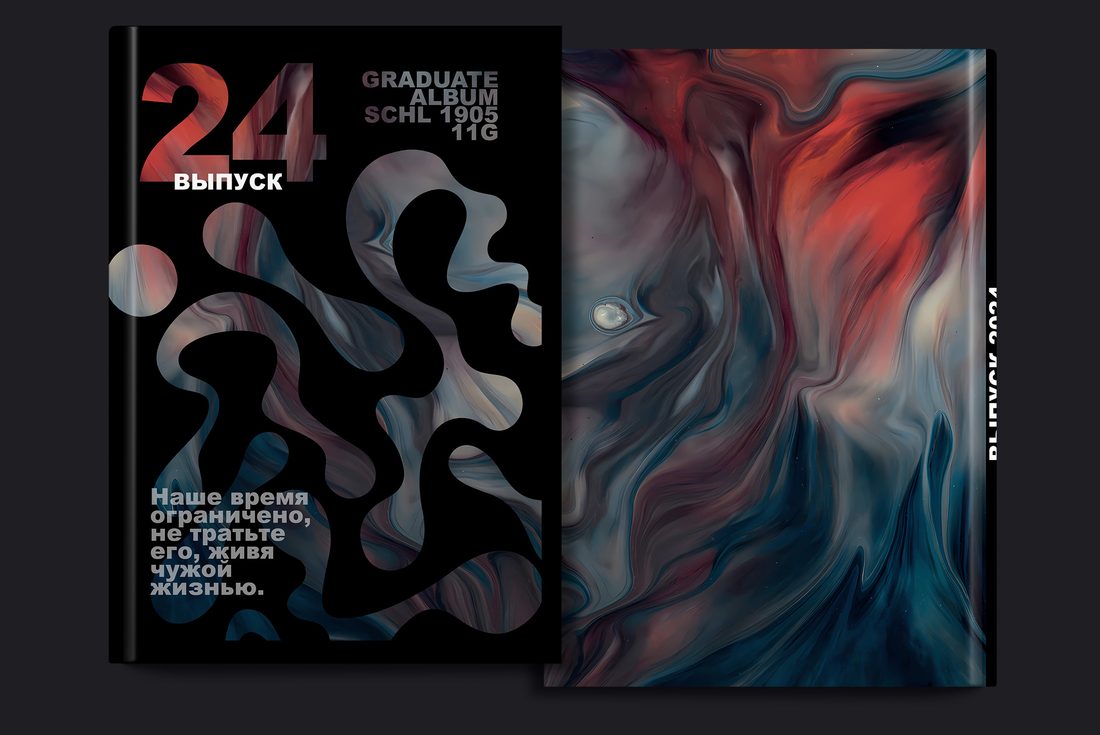 24
ВЫПУСК
GRADUATE
ALBUM
SCHL 1905
11G
Наше время
ограничено,
не тратьте
его, живя
чужой
жизнью.
ВЫПУСК 2024